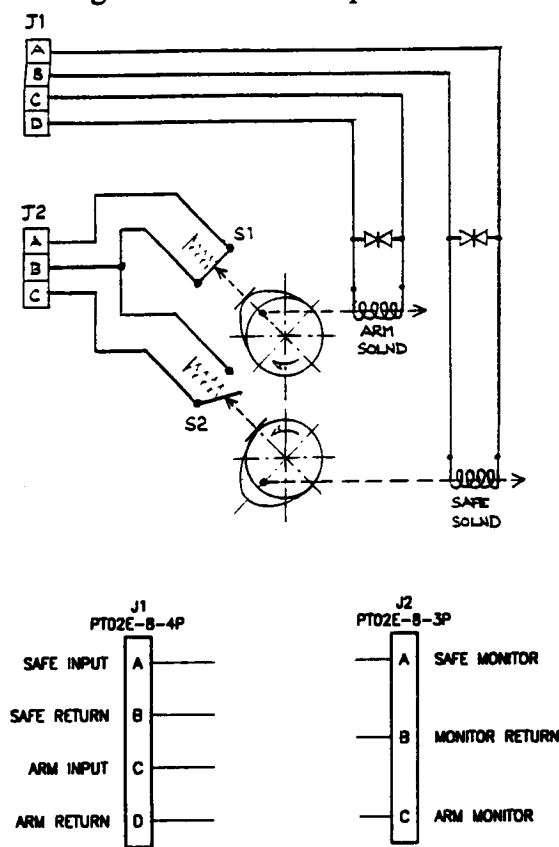 J1
A
B
C
D
J2
A
B
C
S1
S2
ARM
SOLND
SAFE
SOLND
J1
PT02E-8-4P
SAFE INPUT A
SAFE RETURN B
ARM INPUT C
ARM RETURN D
J2
PT02E-8-3P
A SAFE MONITOR
B MONITOR RETURN
C ARM MONITOR